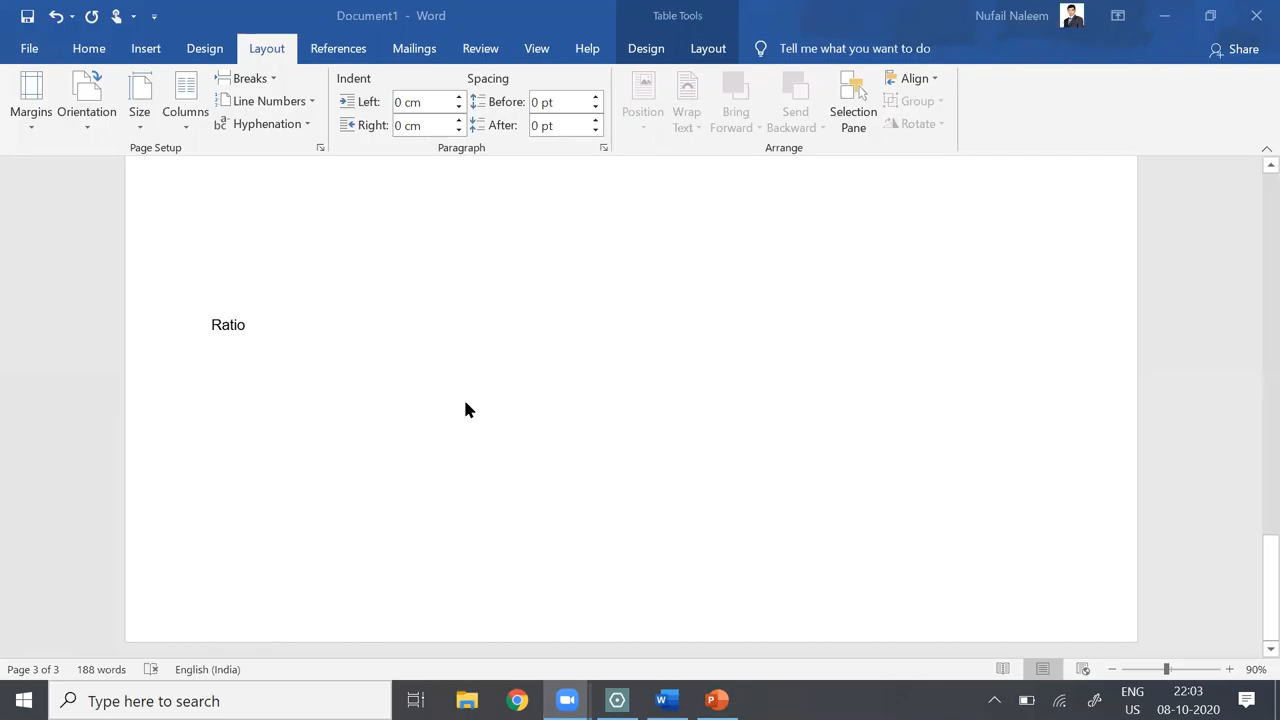 Document1 - Word
Table Tools
Nufail Naleem
File Home Insert Design Layout References Mailings Review View Help Design Layout Tell me what you want to do Share
Margins
Orientation
Size
Columns
Breaks
Line Numbers
Hyphenation
Page Setup
Indent
Left: 0 cm
Right: 0 cm
Spacing
Before: 0 pt
After: 0 pt
Paragraph
Position
Wrap
Text
Bring
Forward
Send
Backward
Selection
Pane
Align
Group
Rotate
Arrange
Ratio
Page 3 of 3 188 words English (India) 90%
Type here to search
ENG
US
22:03
08-10-2020